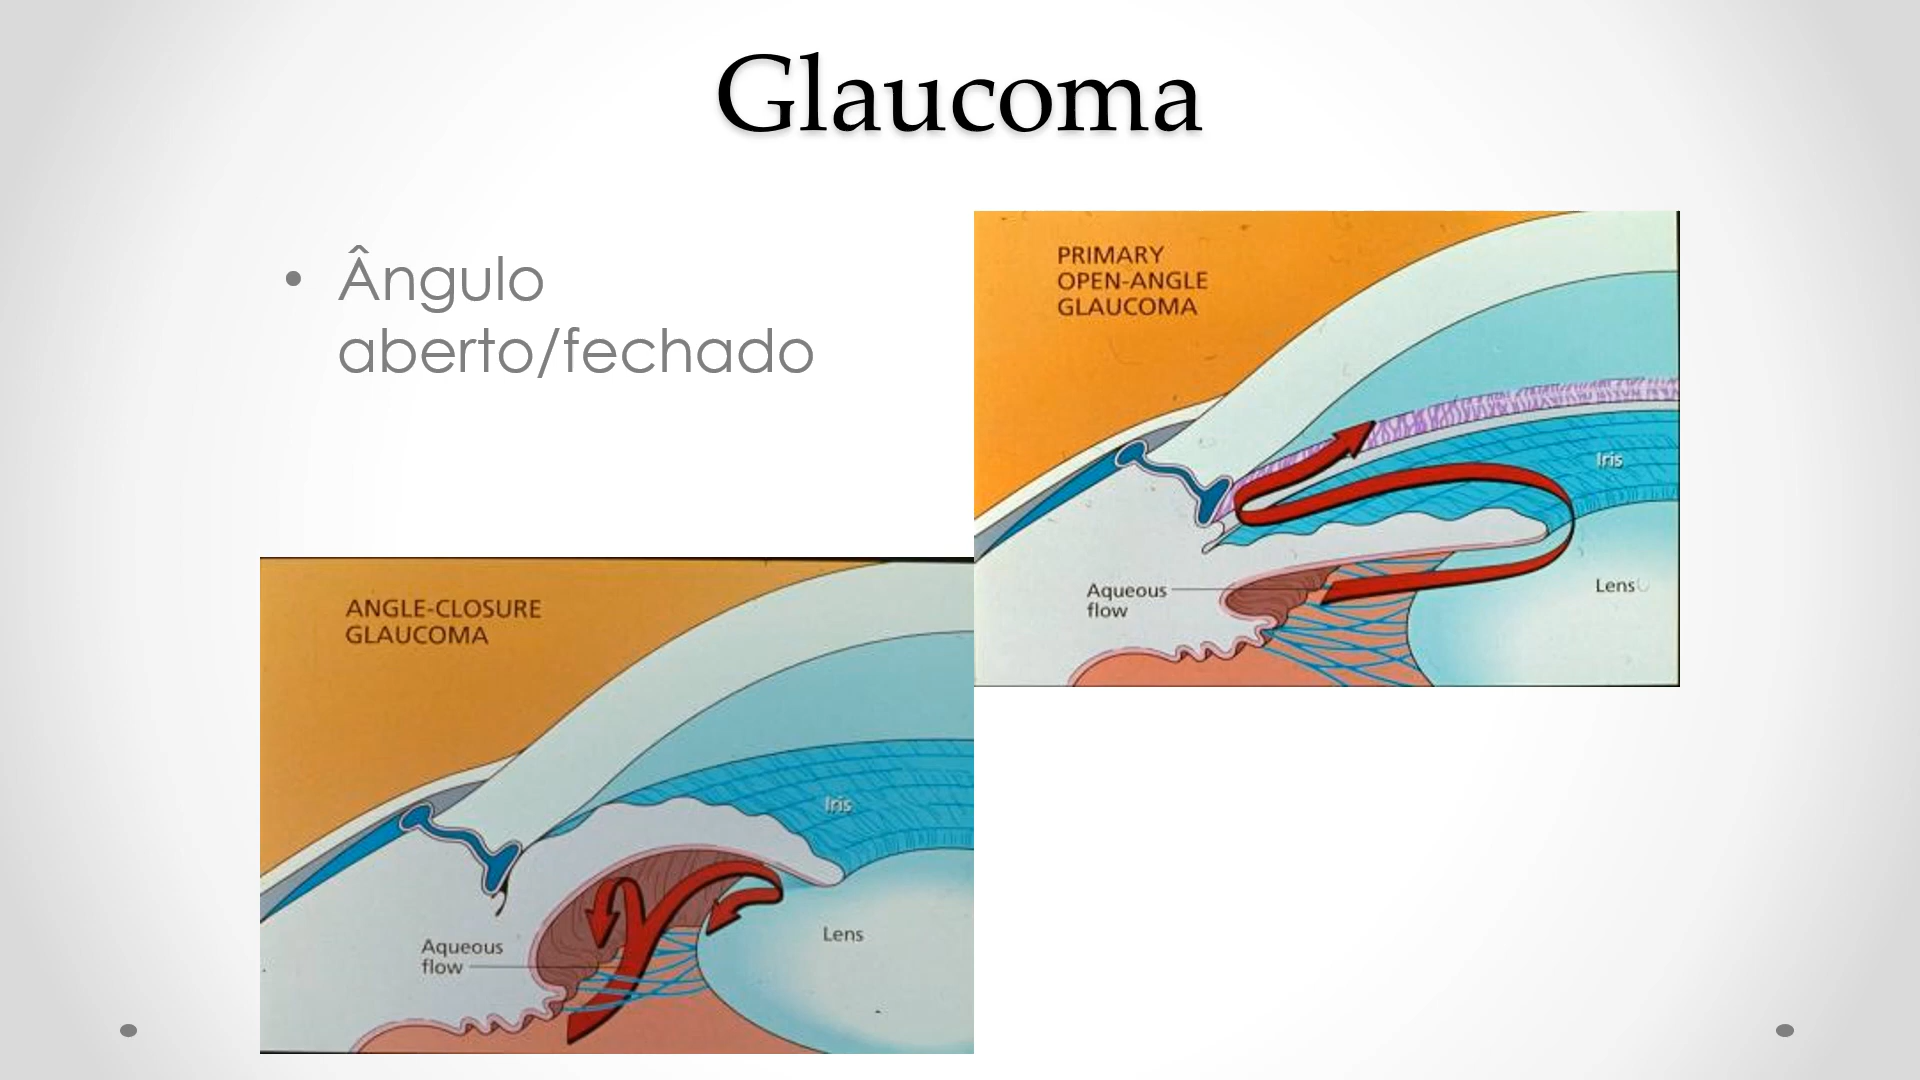 Glaucoma
• Ângulo
aberto/fechado
PRIMARY
OPEN-ANGLE
GLAUCOMA
Iris
Aqueous
flow
Lens
ANGLE-CLOSURE
GLAUCOMA
Iris
Aqueous
flow
Lens